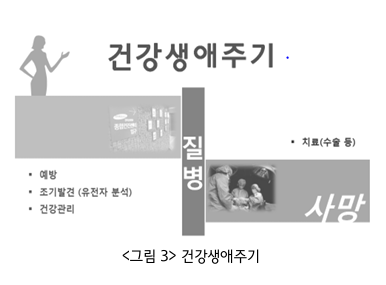 건강생애주기
질병
• 예방
• 조기발견 (유전자 분석)
• 건강관리
• 치료(수술 등)
사망
<그림 3> 건강생애주기